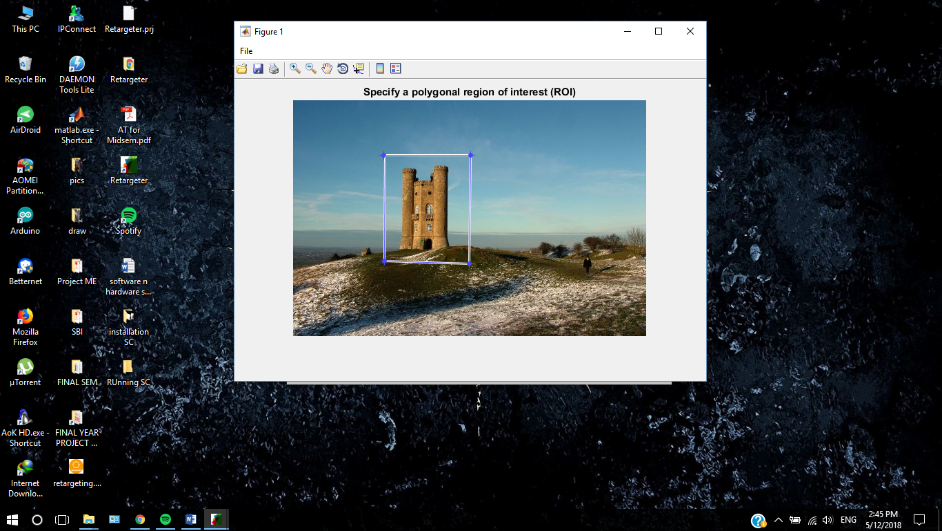 This PC
IPConnect
Retargeter.prj
Recycle Bin
DAEMON
Tools Lite
Retargeter
AirDroid
matlab.exe -
Shortcut
AT for
Midsem.pdf
AOMEI
Partition...
pics
Retargeter
Arduino
draw
Spotify
Betternet
Project ME
software n
hardware s...
Mozilla
Firefox
SBI
installation
SC
µTorrent
FINAL SEM
RUnning SC
AoK HD.exe -
Shortcut
FINAL YEAR
PROJECT ...
Internet
Downlo...
retargeting....
Figure 1
File
Specify a polygonal region of interest (ROI)
ENG
2:45 PM
5/12/2018